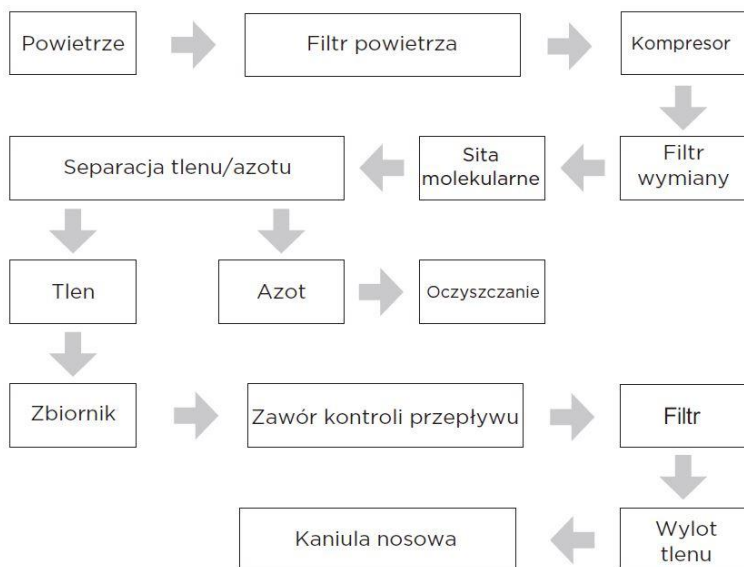 Powietrze
Filtr powietrza
Kompresor
Separacja tlenu/azotu
Sita
molekularne
Filtr
wymiany
Tlen
Azot
Oczyszczanie
Zbiornik
Zawór kontroli przepływu
Filtr
Kaniula nosowa
Wylot
tlenu